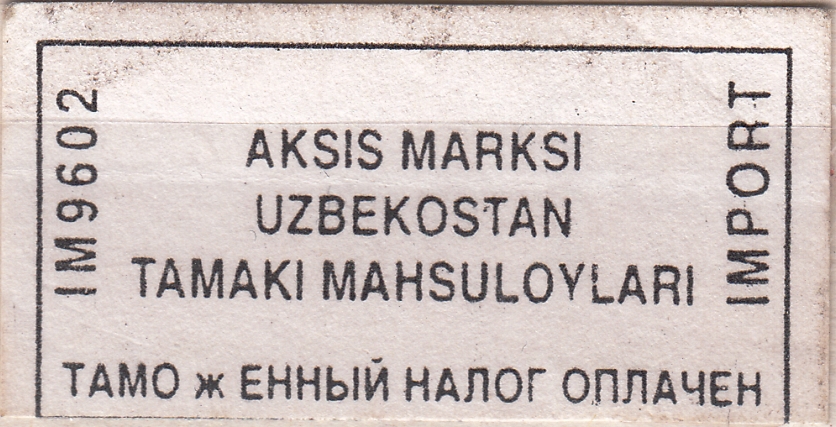 IM9602
AKSIS MARKSI
UZBEKOSTAN
TAMAKI MAHSULOYLARI
IMPORT
ТАМО ж ЕННЫЙ НАЛОГ ОПЛАЧЕН